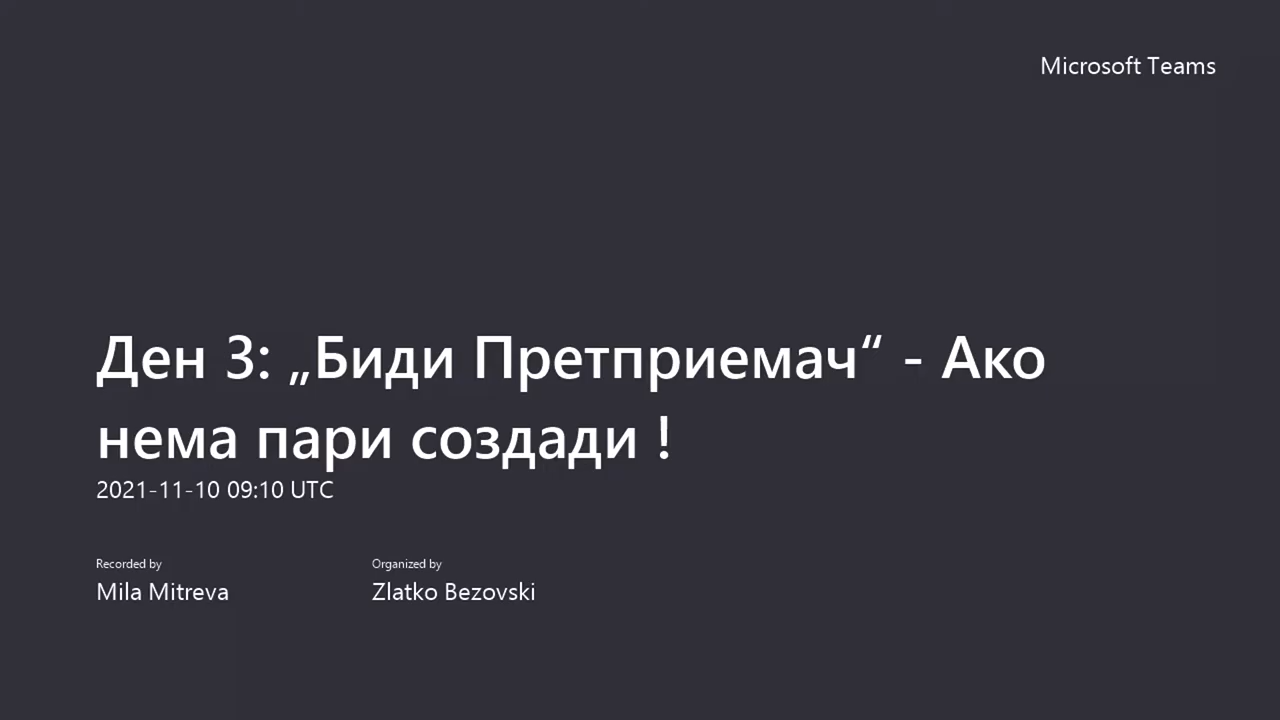 Microsoft Teams
Ден 3: „Биди Претприемач“ - Ако
нема пари создади !
2021-11-10 09:10 UTC
Recorded by
Mila Mitreva
Organized by
Zlatko Bezovski